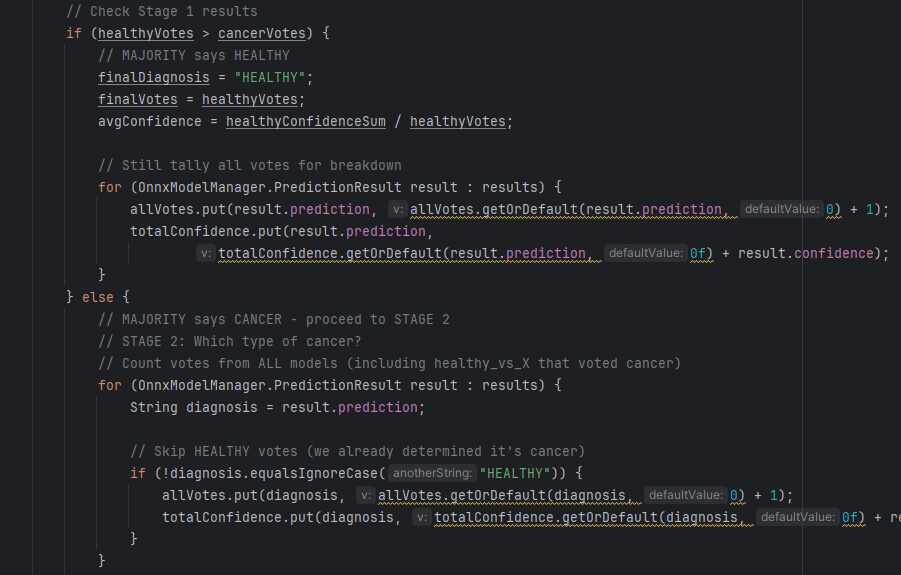 // Check Stage 1 results
if (healthyVotes > cancerVotes) {
// MAJORITY says HEALTHY
finalDiagnosis = "HEALTHY";
finalVotes = healthyVotes;
avgConfidence = healthyConfidenceSum / healthyVotes;
// Still tally all votes for breakdown
for (OnnxModelManager.PredictionResult result : results) {
allVotes.put(result.prediction, v: allVotes.getOrDefault(result.prediction, defaultValue: 0) + 1);
totalConfidence.put(result.prediction,
v: totalConfidence.getOrDefault(result.prediction, defaultValue: 0f) + result.confidence);
}
} else {
// MAJORITY says CANCER - proceed to STAGE 2
// STAGE 2: Which type of cancer?
// Count votes from ALL models (including healthy_vs_X that voted cancer)
for (OnnxModelManager.PredictionResult result : results) {
String diagnosis = result.prediction;
// Skip HEALTHY votes (we already determined it's cancer)
if (!diagnosis.equalsIgnoreCase( anotherString: "HEALTHY")) {
allVotes.put(diagnosis, v: allVotes.getOrDefault(diagnosis, defaultValue: 0) + 1);
totalConfidence.put(diagnosis, v: totalConfidence.getOrDefault(diagnosis, defaultValue: 0f) + re
}
}